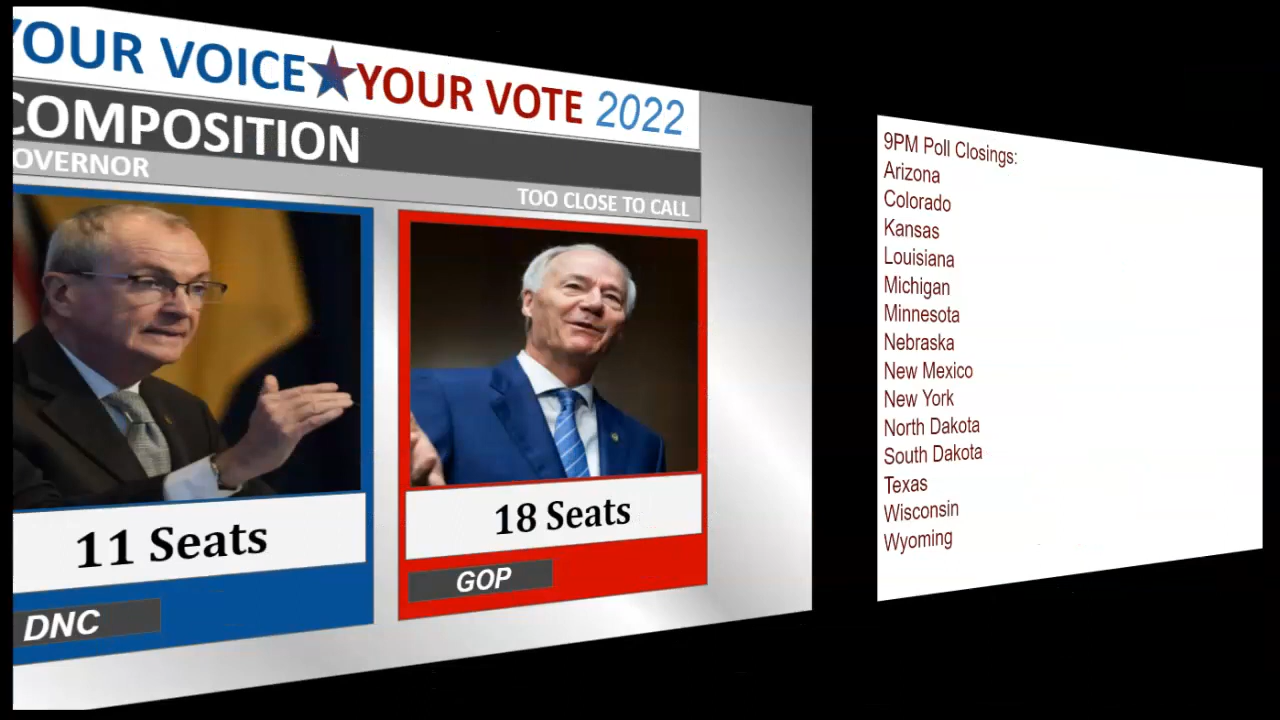 YOUR VOICE★YOUR VOTE 2022
COMPOSITION
OVERNOR
TOO CLOSE TO CALL
11 Seats
DNC
18 Seats
GOP
9PM Poll Closings:
Arizona
Colorado
Kansas
Louisiana
Michigan
Minnesota
Nebraska
New Mexico
New York
North Dakota
South Dakota
Texas
Wisconsin
Wyoming